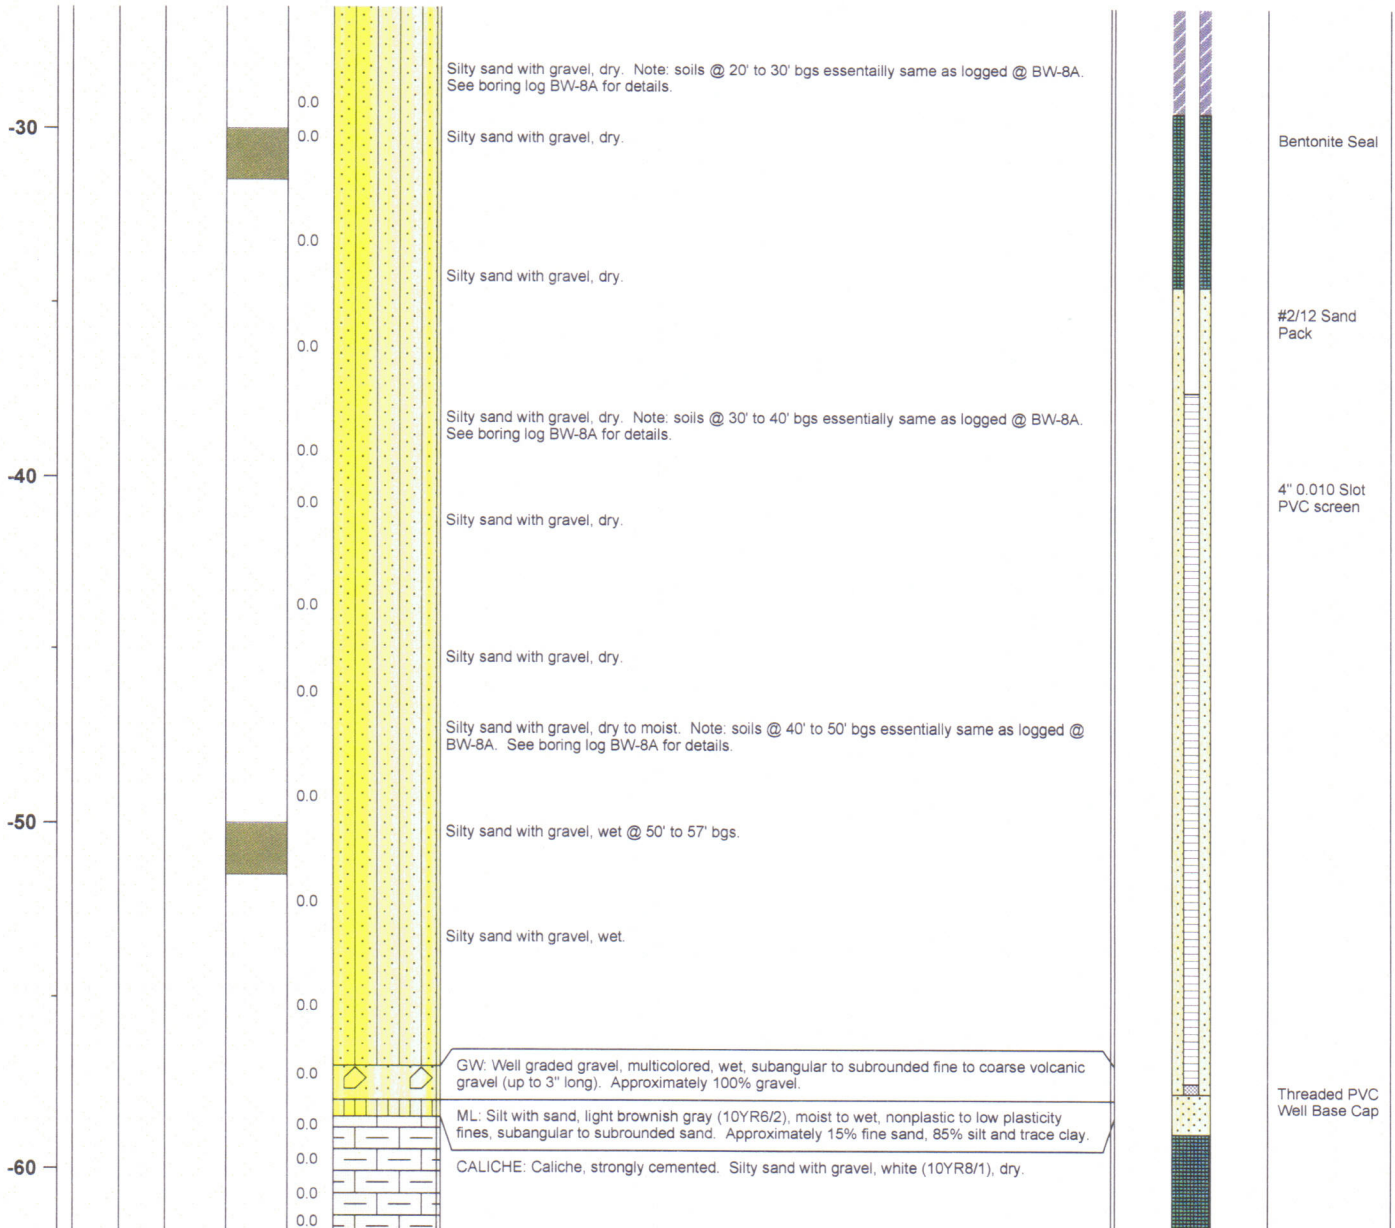 Silty sand with gravel, dry. Note: soils @ 20' to 30' bgs essentailly same as logged @ BW-8A.
See boring log BW-8A for details.
0.0
-30
0.0
Silty sand with gravel, dry.
Bentonite Seal
0.0
Silty sand with gravel, dry.
#2/12 Sand
Pack
0.0
Silty sand with gravel, dry. Note: soils @ 30' to 40' bgs essentially same as logged @ BW-8A.
See boring log BW-8A for details.
0.0
-40
4" 0.010 Slot
PVC screen
0.0
Silty sand with gravel, dry.
0.0
Silty sand with gravel, dry.
0.0
Silty sand with gravel, dry to moist. Note: soils @ 40' to 50' bgs essentially same as logged @
BW-8A. See boring log BW-8A for details.
0.0
-50
Silty sand with gravel, wet @ 50' to 57' bgs.
0.0
Silty sand with gravel, wet.
0.0
0.0
GW: Well graded gravel, multicolored, wet, subangular to subrounded fine to coarse volcanic
gravel (up to 3" long). Approximately 100% gravel.
Threaded PVC
Well Base Cap
0.0
ML: Silt with sand, light brownish gray (10YR6/2), moist to wet, nonplastic to low plasticity
fines, subangular to subrounded sand. Approximately 15% fine sand, 85% silt and trace clay.
0.0
-60
CALICHE: Caliche, strongly cemented. Silty sand with gravel, white (10YR8/1), dry.
0.0
0.0